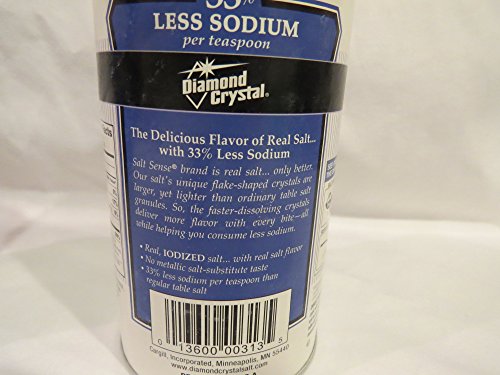 33%
LESS SODIUM
per teaspoon
Diamond
Crystal®
The Delicious Flavor of Real Salt...
with 33% Less Sodium
Salt Sense® brand is real salt... only better.
Our salt's unique flake-shaped crystals are
larger, yet lighter than ordinary table salt
granules. So, the faster-dissolving crystals
deliver more flavor with every bite—all
while helping you consume less sodium.
• Real, IODIZED salt... with real salt flavor
• No metallic salt-substitute taste
• 33% less sodium per teaspoon than
regular table salt
0 13600 00313 5
Cargill, Incorporated, Minneapolis, MN 55440
www.diamondcrystalsalt.com